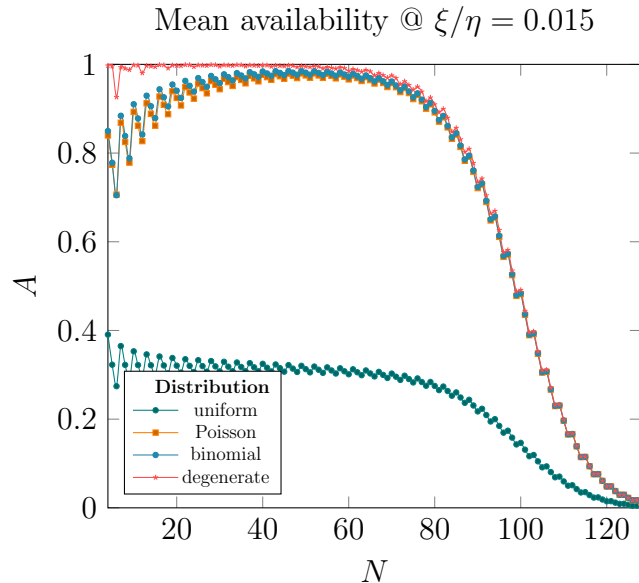 Mean availability @ ξ/η = 0.015
1
0.8
0.6
A
0.4
0.2
0
Distribution
uniform
Poisson
binomial
degenerate
20 40 60 80 100 120
N